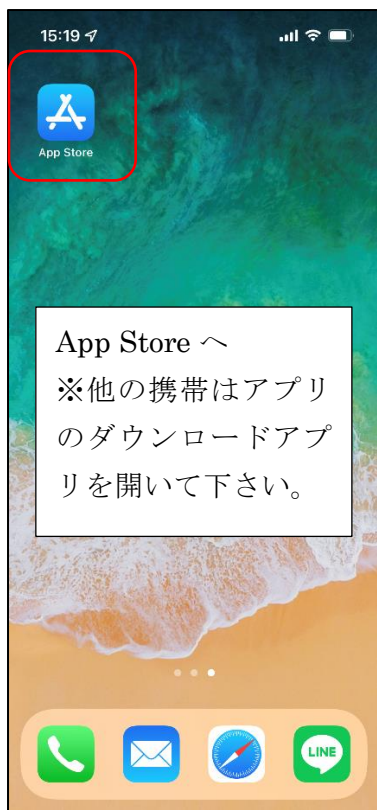 15:19
App Store
App Store へ
※他の携帯はアプリ
のダウンロードアプ
リを開いて下さい。
LINE